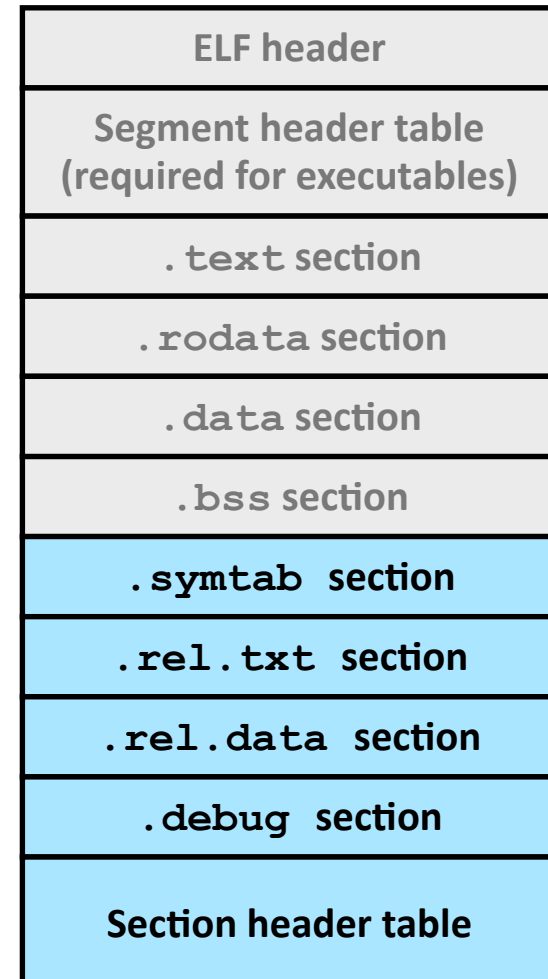 ELF header
Segment header table
(required for executables)
.text section
.rodata section
.data section
.bss section
.symtab section
.rel.txt section
.rel.data section
.debug section
Section header table